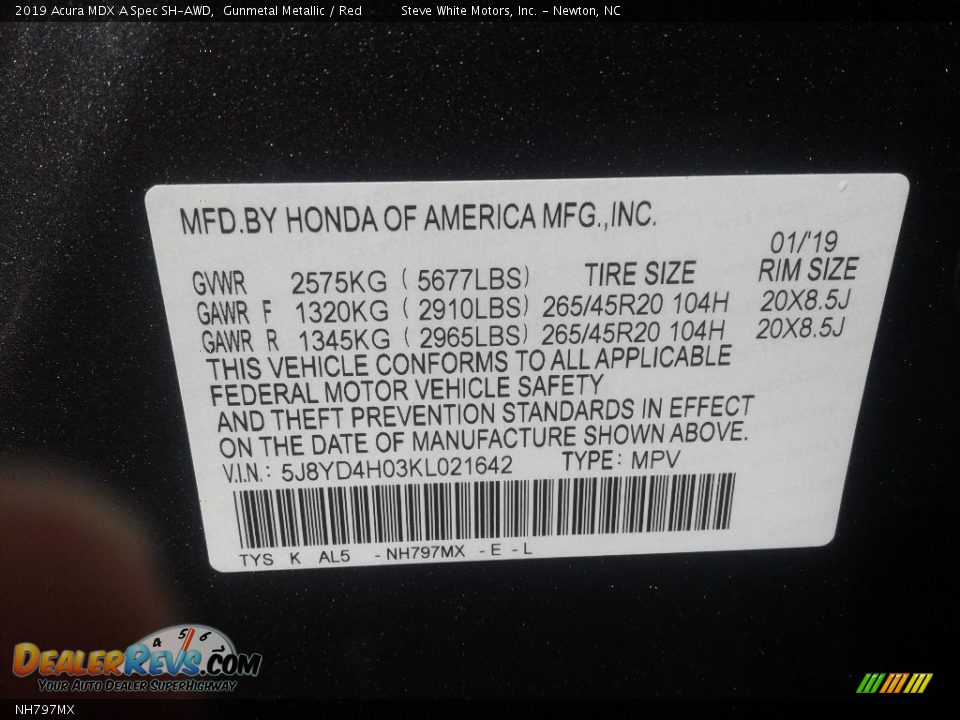 2019 Acura MDX A Spec SH-AWD, Gunmetal Metallic / Red Steve White Motors, Inc. - Newton, NC
MFD.BY HONDA OF AMERICA MFG.,INC.
01/'19
GVWR 2575KG ( 5677LBS) TIRE SIZE RIM SIZE
GAWR F 1320KG ( 2910LBS) 265/45R20 104H 20X8.5J
GAWR R 1345KG ( 2965LBS) 265/45R20 104H 20X8.5J
THIS VEHICLE CONFORMS TO ALL APPLICABLE
FEDERAL MOTOR VEHICLE SAFETY
AND THEFT PREVENTION STANDARDS IN EFFECT
ON THE DATE OF MANUFACTURE SHOWN ABOVE.
V.I.N.: 5J8YD4H03KL021642 TYPE: MPV
TYS K AL5 - NH797MX - E - L
4 5 6
DEALERREVS.COM
YOUR AUTO DEALER SUPERHIGHWAY
NH797MX